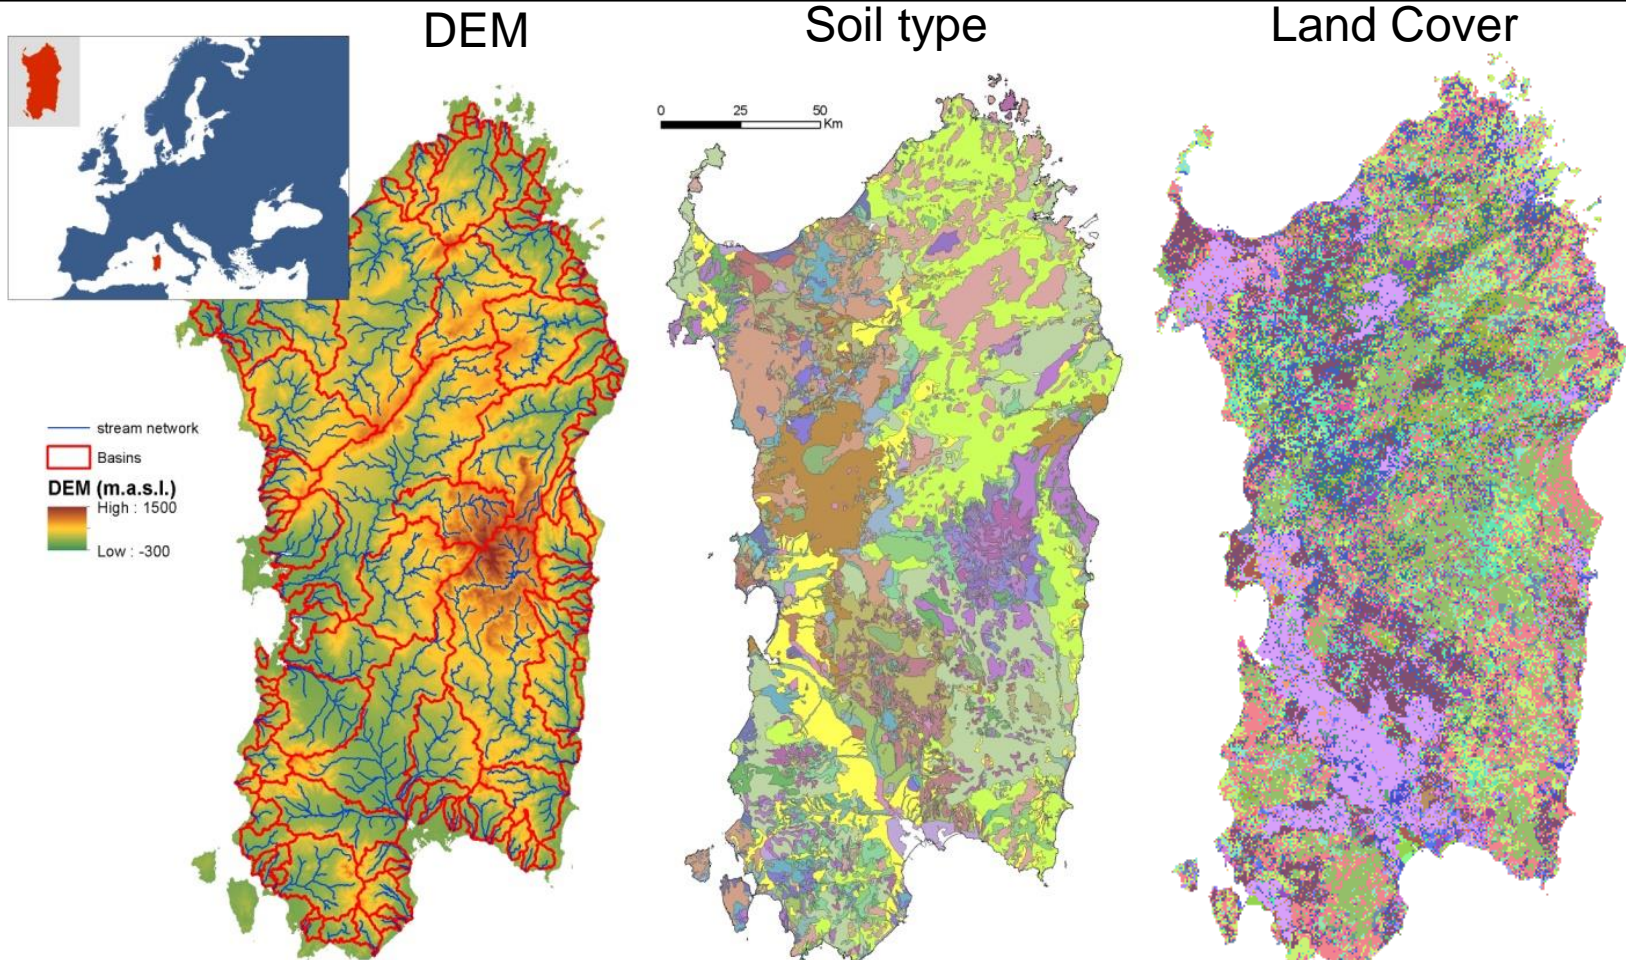 DEM
Soil type
Land Cover
0 25 50
Km
stream network
Basins
DEM (m.a.s.l.)
High : 1500
Low : -300